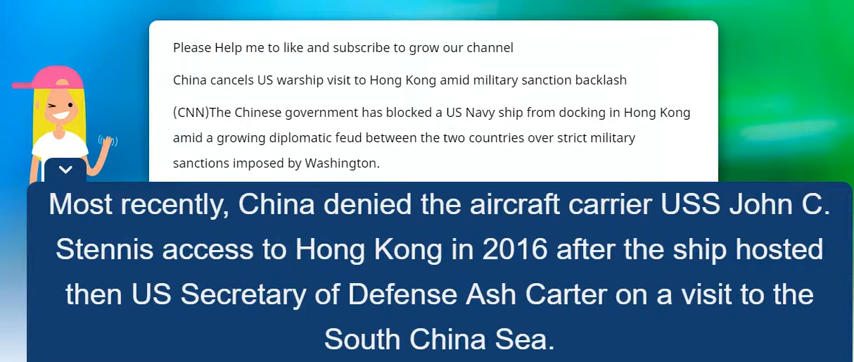 Please Help me to like and subscribe to grow our channel
China cancels US warship visit to Hong Kong amid military sanction backlash
(CNN)The Chinese government has blocked a US Navy ship from docking in Hong Kong
amid a growing diplomatic feud between the two countries over strict military
sanctions imposed by Washington.
Most recently, China denied the aircraft carrier USS John C.
Stennis access to Hong Kong in 2016 after the ship hosted
then US Secretary of Defense Ash Carter on a visit to the
South China Sea.